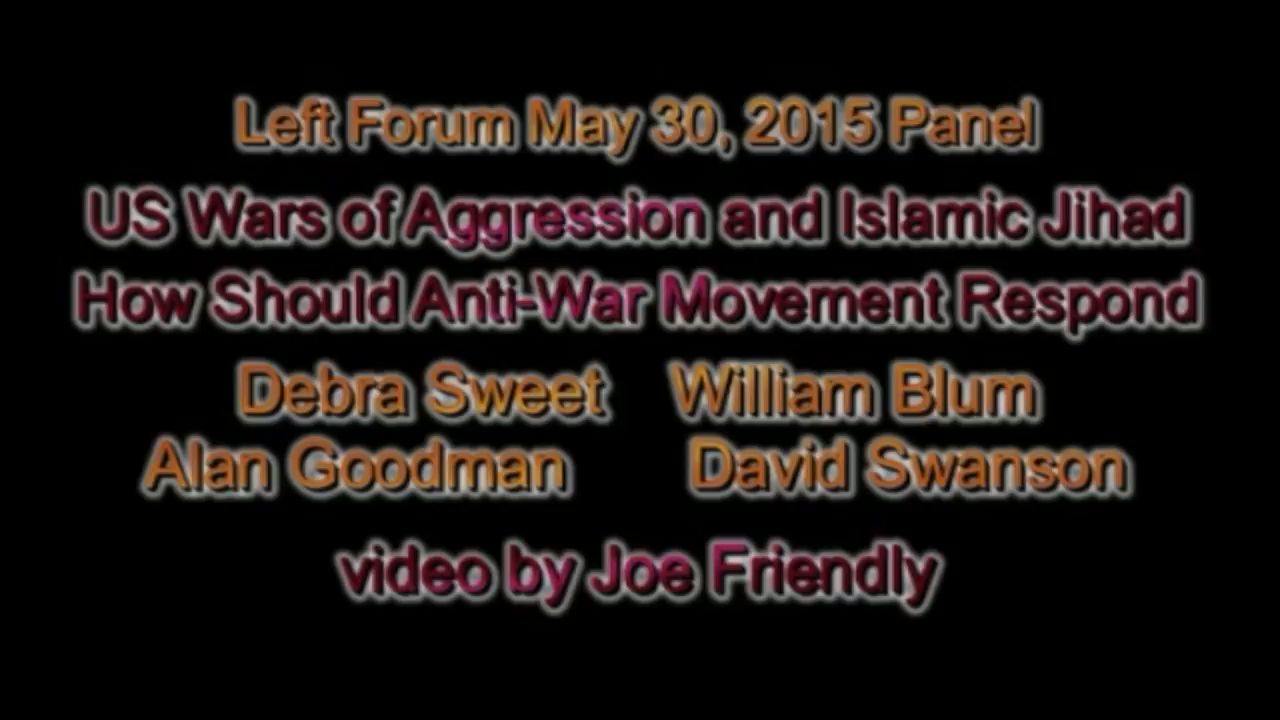 Left Forum May 30, 2015 Panel
US Wars of Aggression and Islamic Jihad
How Should Anti-War Movement Respond
Debra Sweet William Blum
Alan Goodman David Swanson
video by Joe Friendly